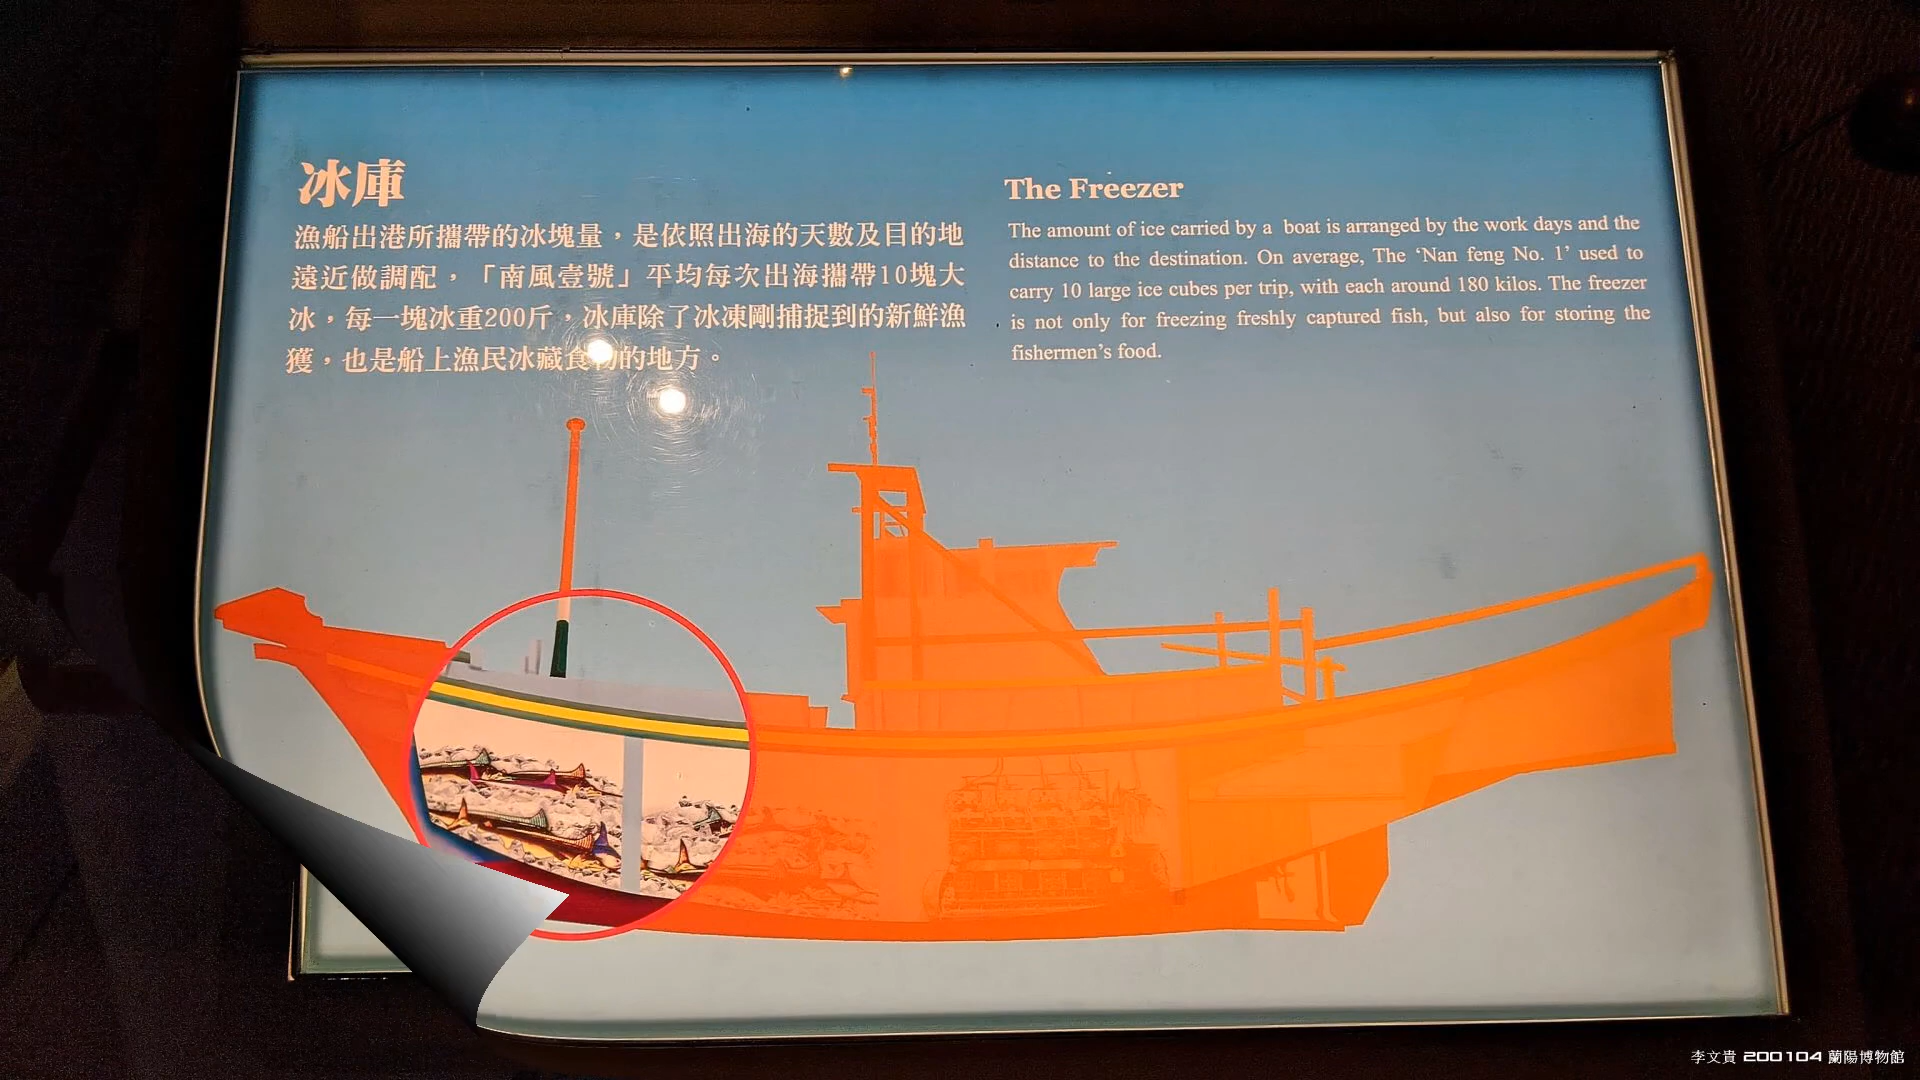 冰庫
漁船出港所攜帶的冰塊量，是依照出海的天數及目的地
遠近做調配，「南風壹號」平均每次出海攜帶10塊大
冰，每一塊冰重200斤，冰庫除了冰凍剛捕捉到的新鮮漁
獲，也是船上漁民冰藏食物的地方。
The Freezer
The amount of ice carried by a boat is arranged by the work days and the
distance to the destination. On average, The ‘Nan feng No. 1’ used to
carry 10 large ice cubes per trip, with each around 180 kilos. The freezer
is not only for freezing freshly captured fish, but also for storing the
fishermen’s food.
李文貴 200104 蘭陽博物館